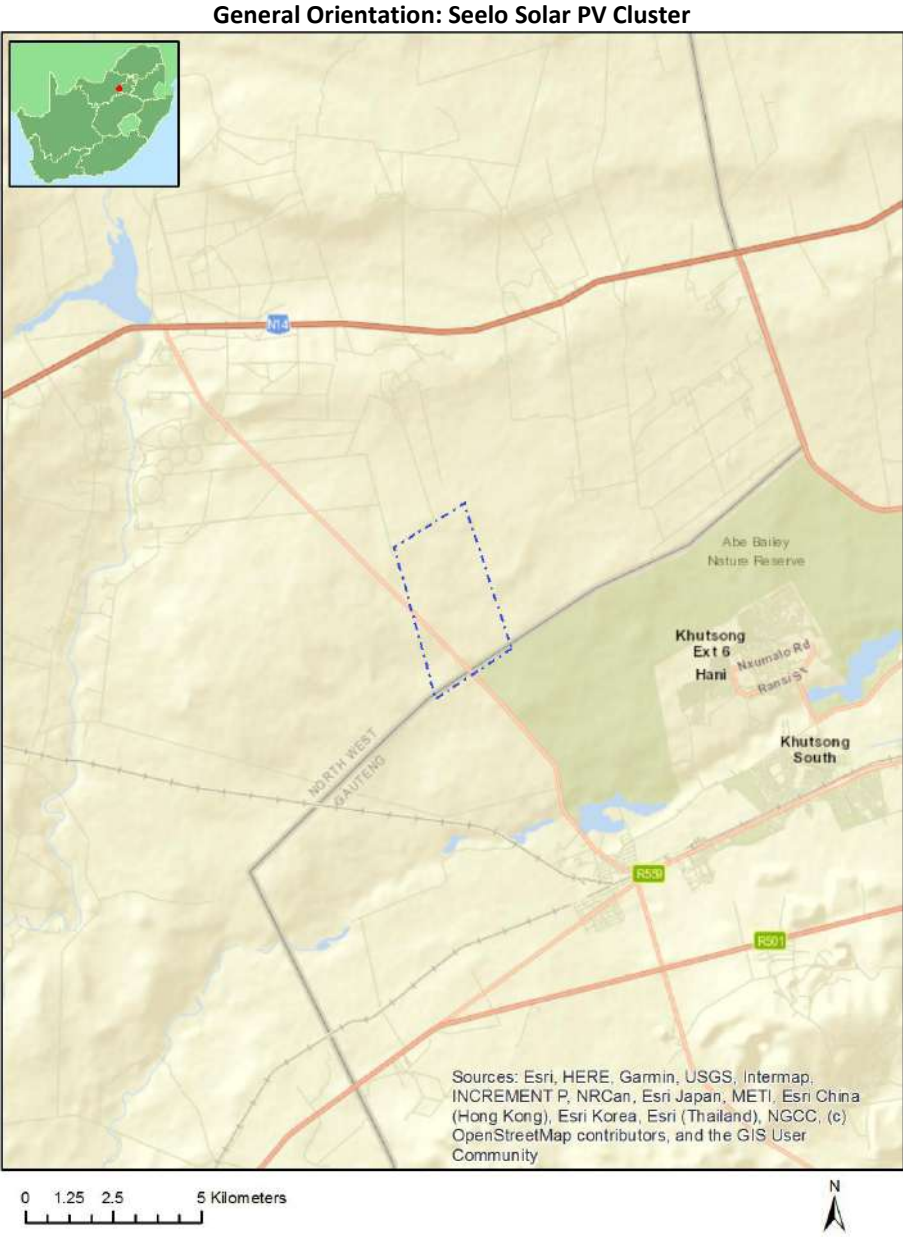 General Orientation: Seelo Solar PV Cluster
N14
Abe Bailey
Nature Reserve
Khutsong
Ext 6
Hani
Nxumalo Rd
Ransi St
Khutsong
South
NORTH WEST
GAUTENG
R559
R501
Sources: Esri, HERE, Garmin, USGS, Intermap,
INCREMENT P, NRCan, Esri Japan, METI, Esri China
(Hong Kong), Esri Korea, Esri (Thailand), NGCC, (c)
OpenStreetMap contributors, and the GIS User
Community
0 1.25 2.5 5 Kilometers
N